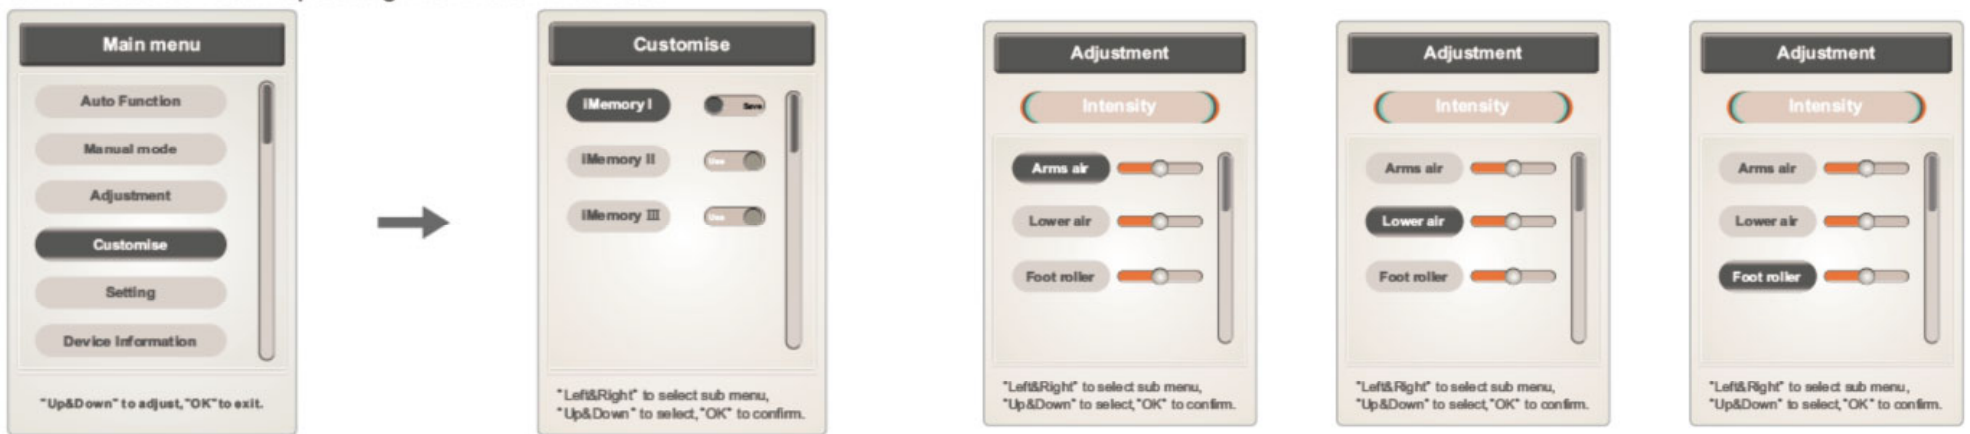 Main menu
Auto Function
Manual mode
Adjustment
Customise
Setting
Device Information
"Up&Down" to adjust,"OK"to exit.
Customise
iMemory I
Save
iMemory II
Use
iMemory III
Use
"Left&Right" to select sub menu,
"Up&Down" to select,"OK" to confirm.
Adjustment
Intensity
Arms air
Lower air
Foot roller
"Left&Right" to select sub menu,
"Up&Down" to select,"OK" to confirm.
Adjustment
Intensity
Arms air
Lower air
Foot roller
"Left&Right" to select sub menu,
"Up&Down" to select,"OK" to confirm.
Adjustment
Intensity
Arms air
Lower air
Foot roller
"Left&Right" to select sub menu,
"Up&Down" to select,"OK" to confirm.